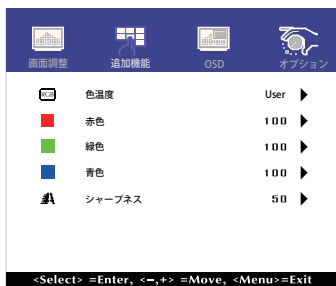 画面調整 追加機能 OSD オプション
RGB 色温度 User
赤色 100
緑色 100
青色 100
シャープネス 50
<Select> =Enter, <−,+> =Move, <Menu>=Exit